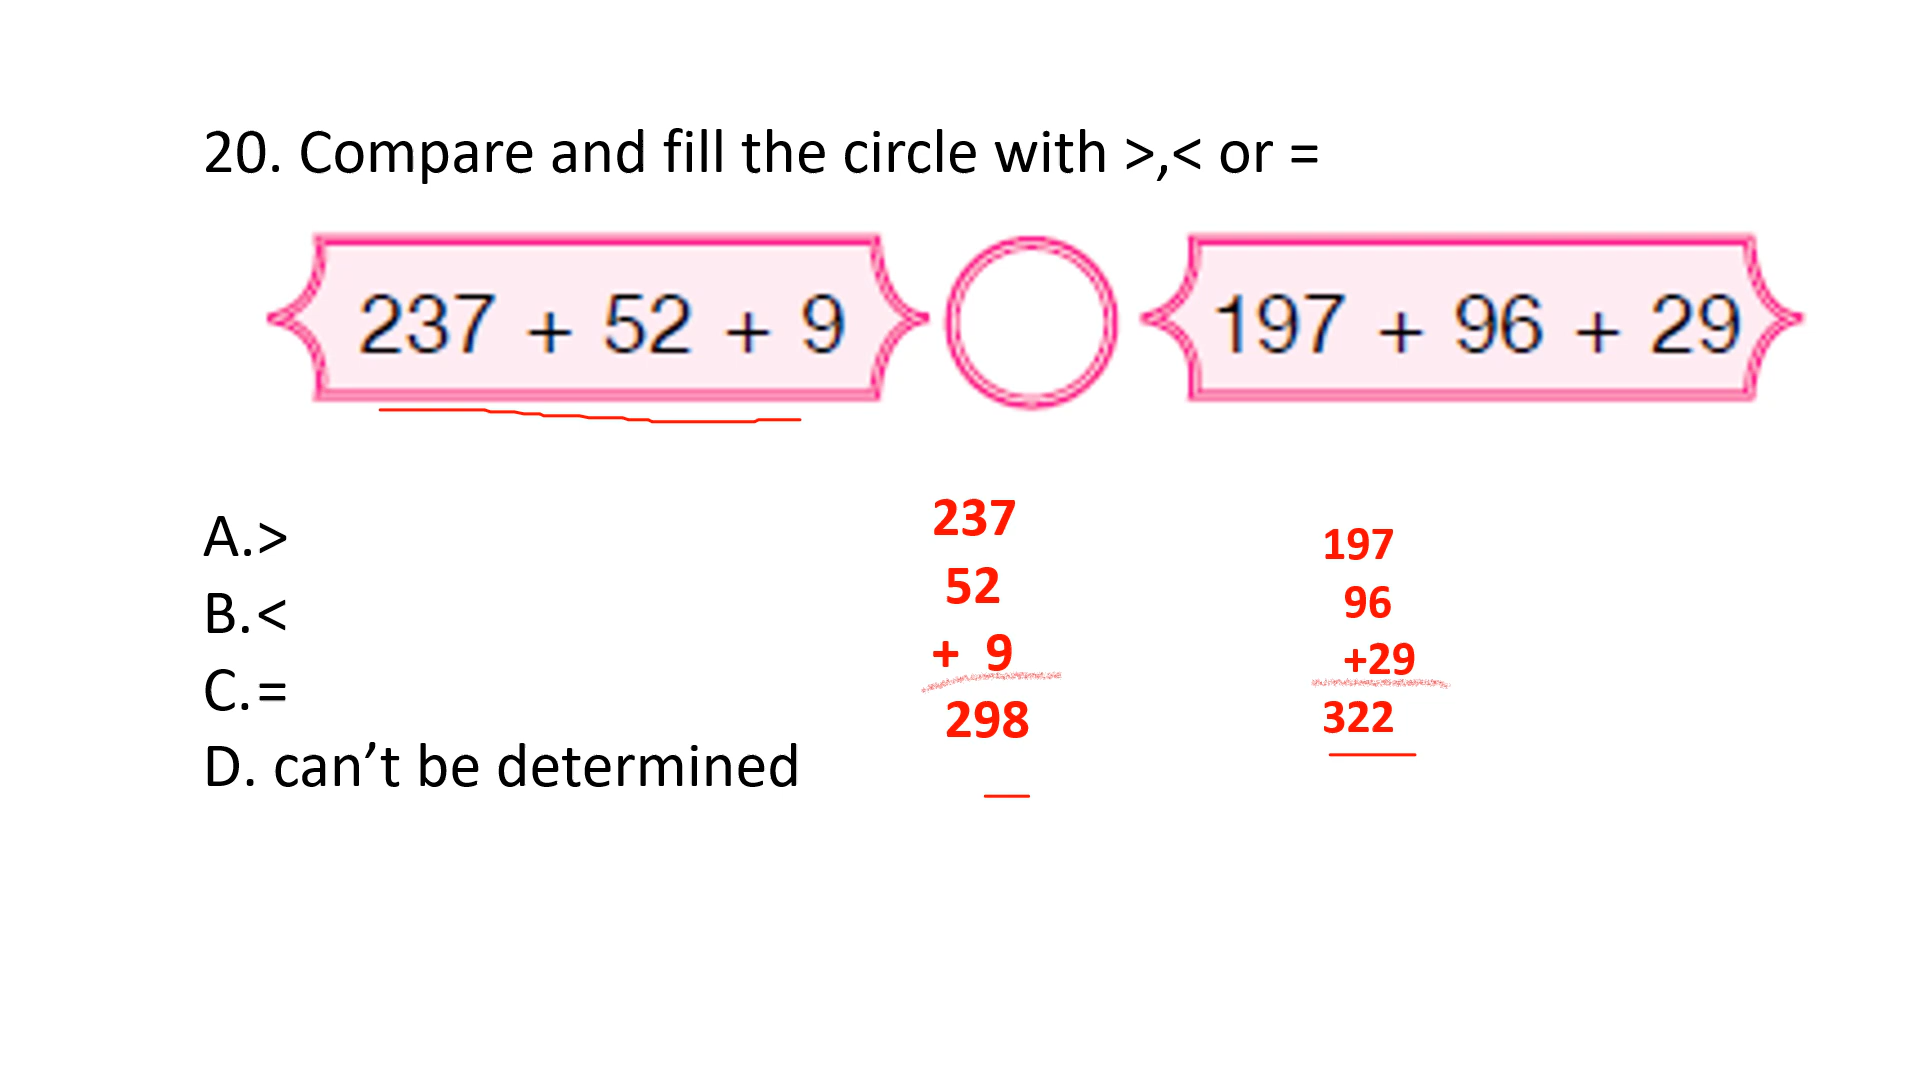 20. Compare and fill the circle with >,< or =
237 + 52 + 9
197 + 96 + 29
A.>
B.<
C.=
D. can’t be determined
237
52
+ 9
298
197
96
+29
322